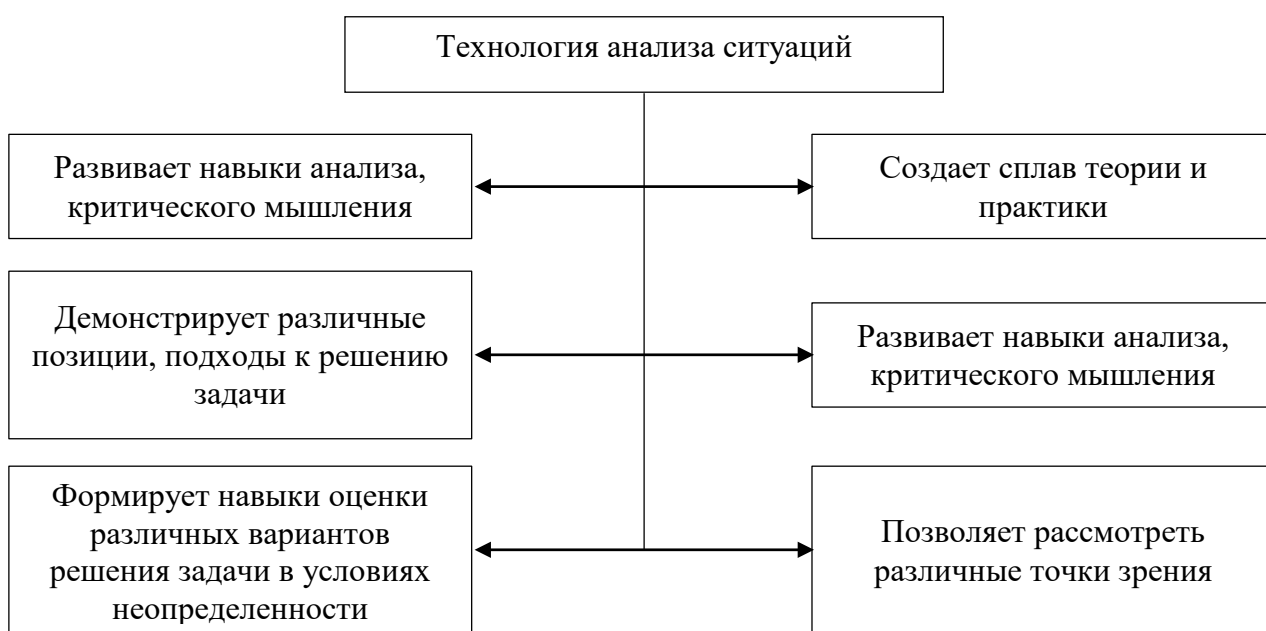 Технология анализа ситуаций
Развивает навыки анализа,
критического мышления
Создает сплав теории и
практики
Демонстрирует различные
позиции, подходы к решению
задачи
Развивает навыки анализа,
критического мышления
Формирует навыки оценки
различных вариантов
решения задачи в условиях
неопределенности
Позволяет рассмотреть
различные точки зрения